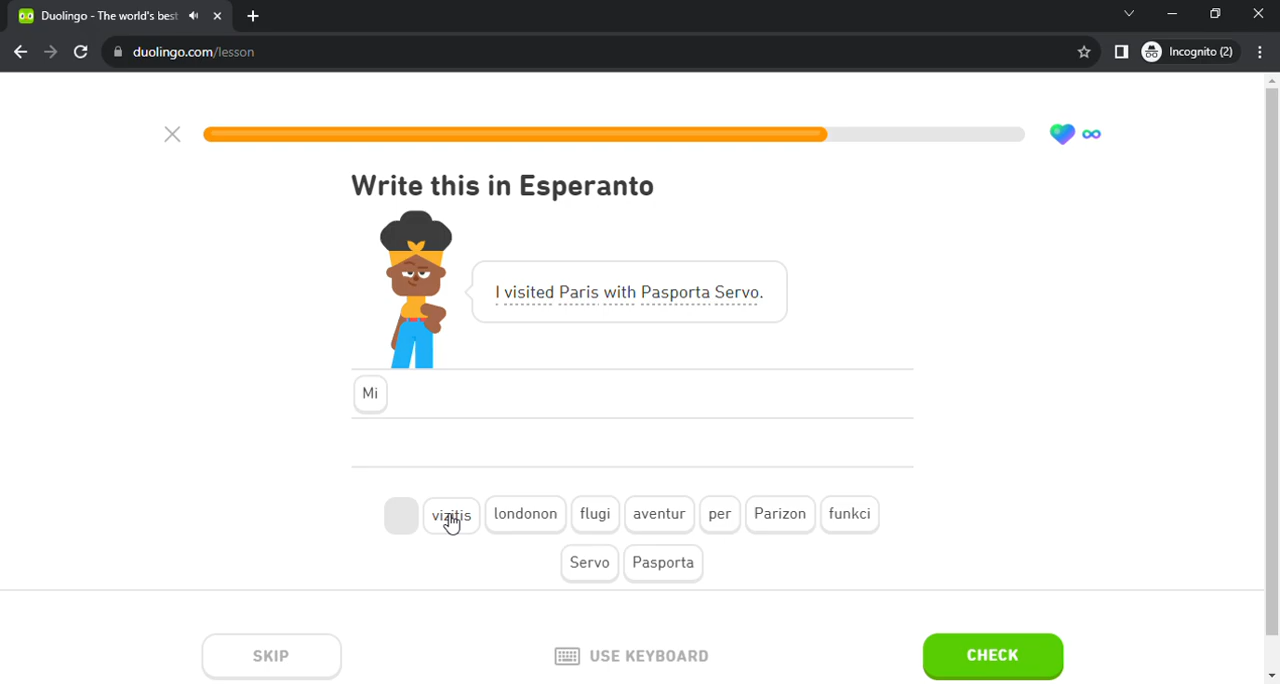 Duolingo - The world's best
duolingo.com/lesson
Incognito (2)
Write this in Esperanto
I visited Paris with Pasporta Servo.
Mi
vizitis londonon flugi aventur per Parizon funkci
Servo Pasporta
SKIP
USE KEYBOARD
CHECK